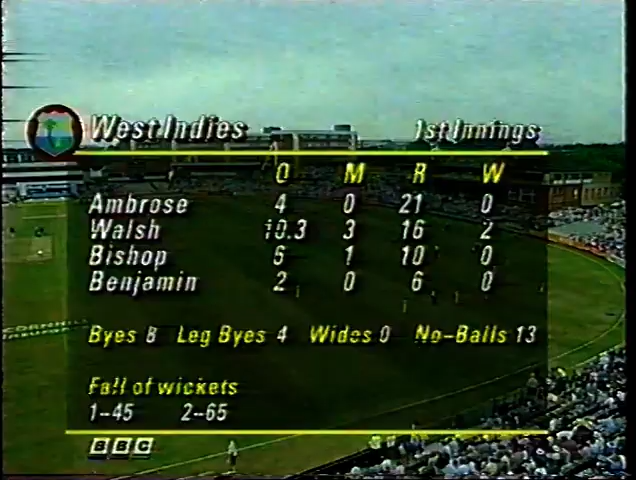 West Indies 1st Innings
O M R W
Ambrose 4 0 21 0
Walsh 10.3 3 16 2
Bishop 6 1 10 0
Benjamin 2 0 6 0
Byes 8 Leg Byes 4 Wides 0 No-Balls 13
Fall of wickets
1-45 2-65
BBC